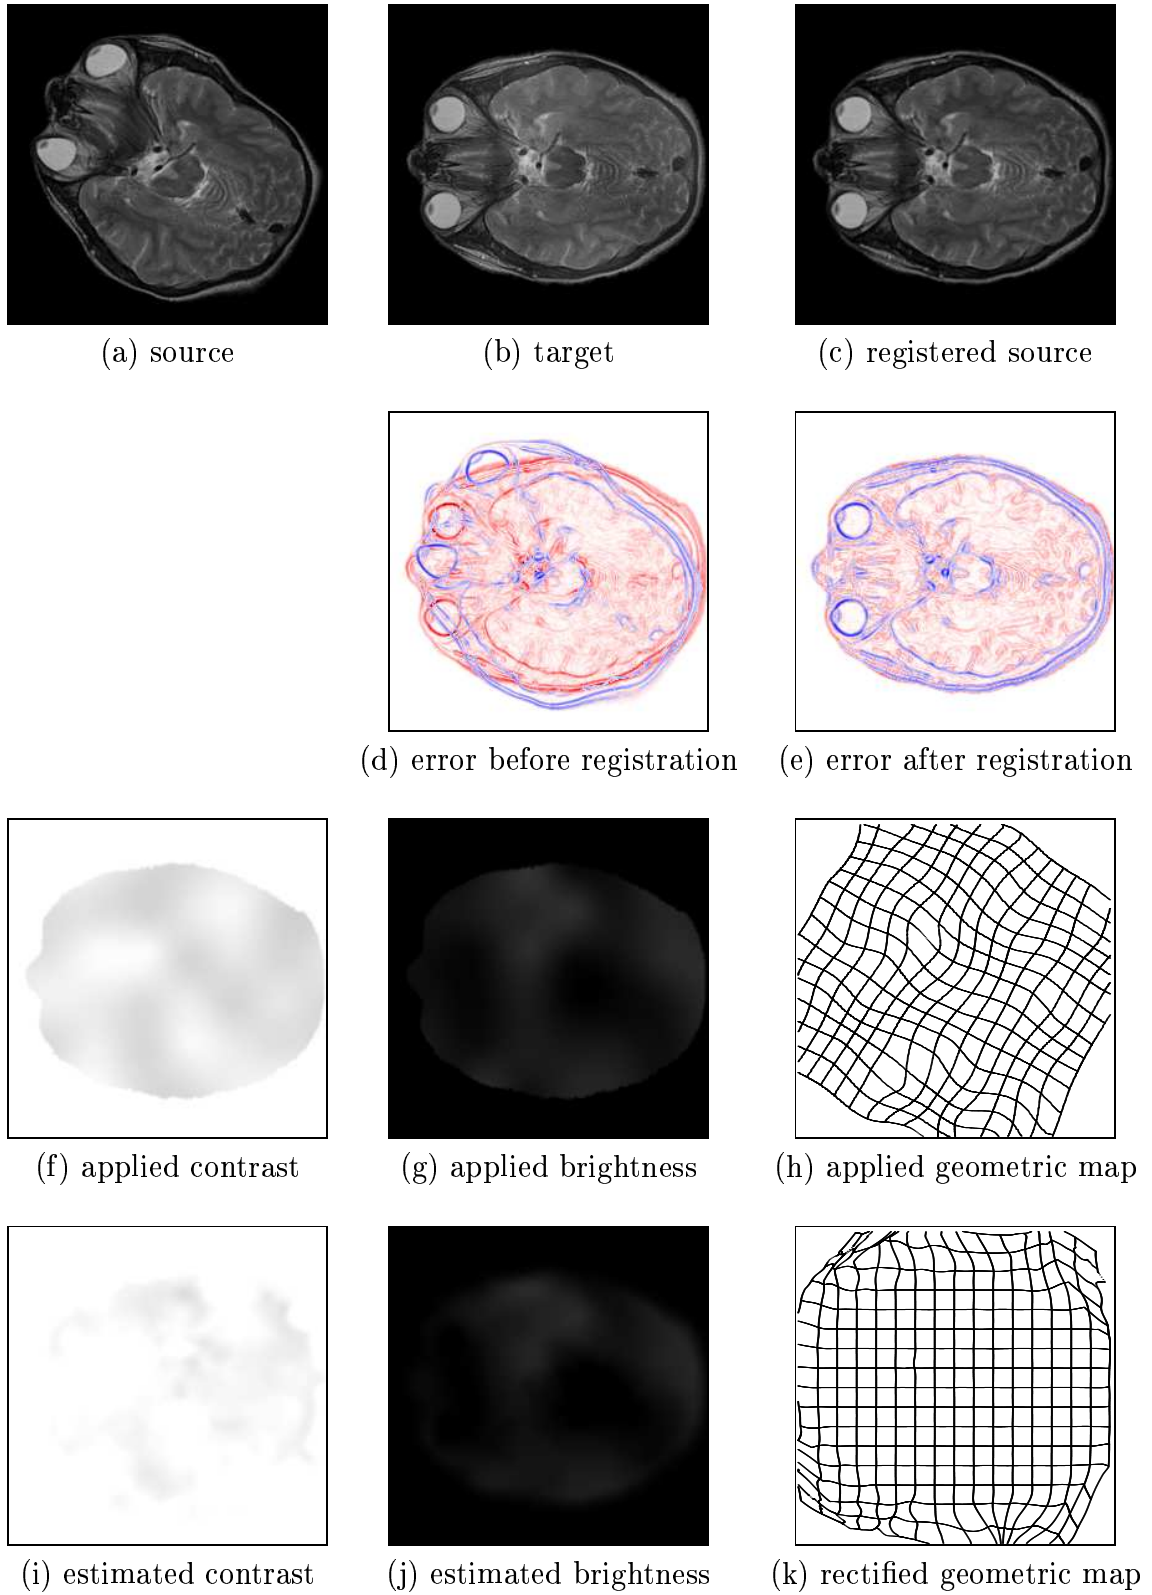 (a) source
(b) target
(c) registered source
(d) error before registration
(e) error after registration
(f) applied contrast
(g) applied brightness
(h) applied geometric map
(i) estimated contrast
(j) estimated brightness
(k) rectified geometric map